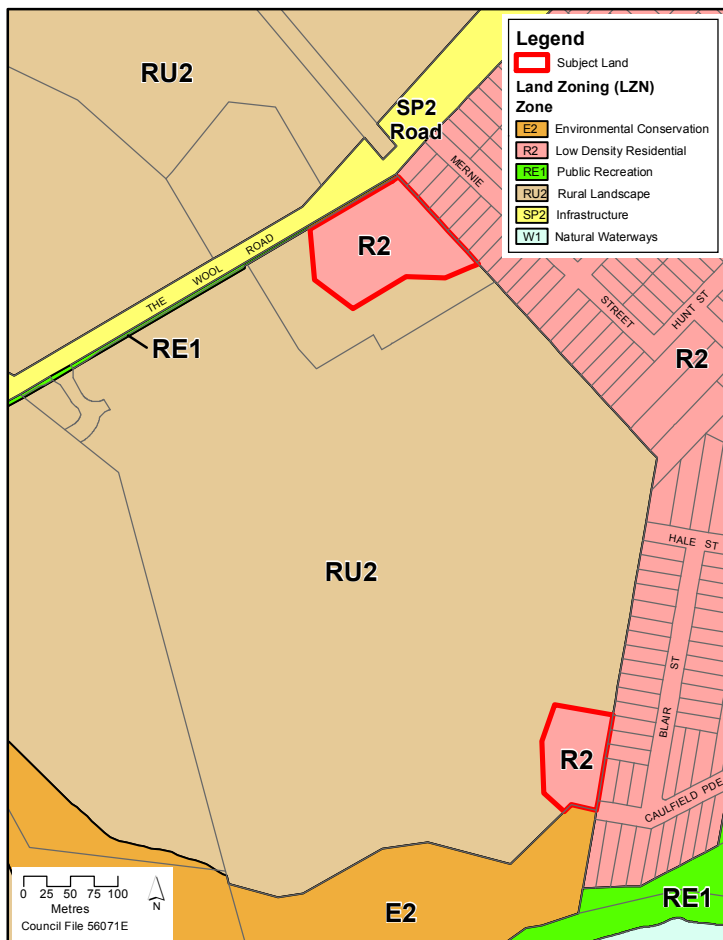 RU2
SP2
Road
Legend
Subject Land
Land Zoning (LZN)
Zone
E2 Environmental Conservation
R2 Low Density Residential
RE1 Public Recreation
RU2 Rural Landscape
SP2 Infrastructure
W1 Natural Waterways
MERNIE
STREET
HUNT ST
R2
THE WOOL ROAD
RE1
R2
HALE ST
RU2
BLAIR ST
R2
CAULFIELD PDE
RE1
E2
0 25 50 75 100
Metres
N
Council File 56071E